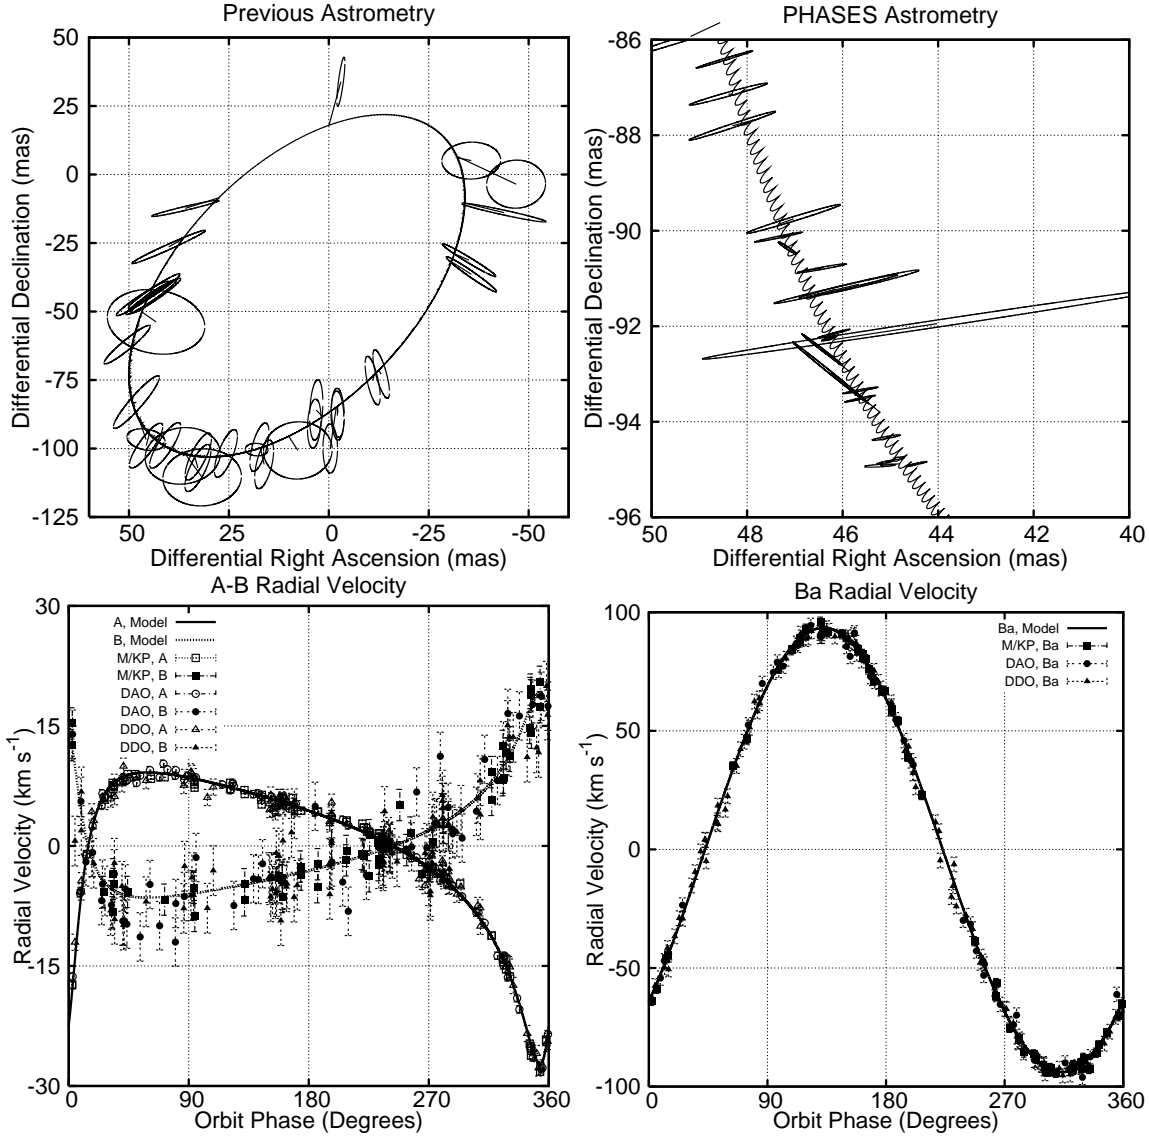 Previous Astrometry
50
25
0
-25
-50
-75
-100
-125
50 25 0 -25 -50
Differential Right Ascension (mas)
Differential Declination (mas)
PHASES Astrometry
-86
-88
-90
-92
-94
-96
50 48 46 44 42 40
Differential Right Ascension (mas)
Differential Declination (mas)
A-B Radial Velocity
30
15
0
-15
-30
A, Model
B, Model
M/KP, A
M/KP, B
DAO, A
DAO, B
DDO, A
DDO, B
0 90 180 270 360
Orbit Phase (Degrees)
Radial Velocity (km s-1)
Ba Radial Velocity
100
50
0
-50
-100
Ba, Model
M/KP, Ba
DAO, Ba
DDO, Ba
0 90 180 270 360
Orbit Phase (Degrees)
Radial Velocity (km s-1)